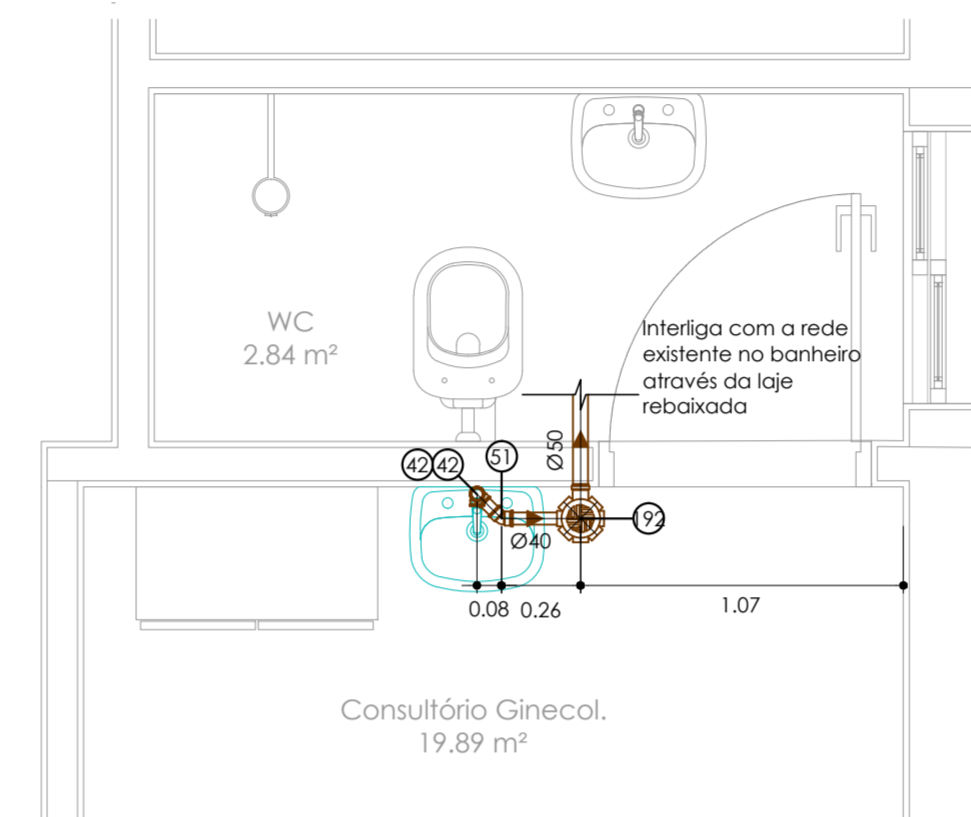 WC
2.84 m²
Interliga com a rede
existente no banheiro
através da laje
rebaixada
Ø50
42
42
51
192
Ø40
0.08
0.26
1.07
Consultório Ginecol.
19.89 m²